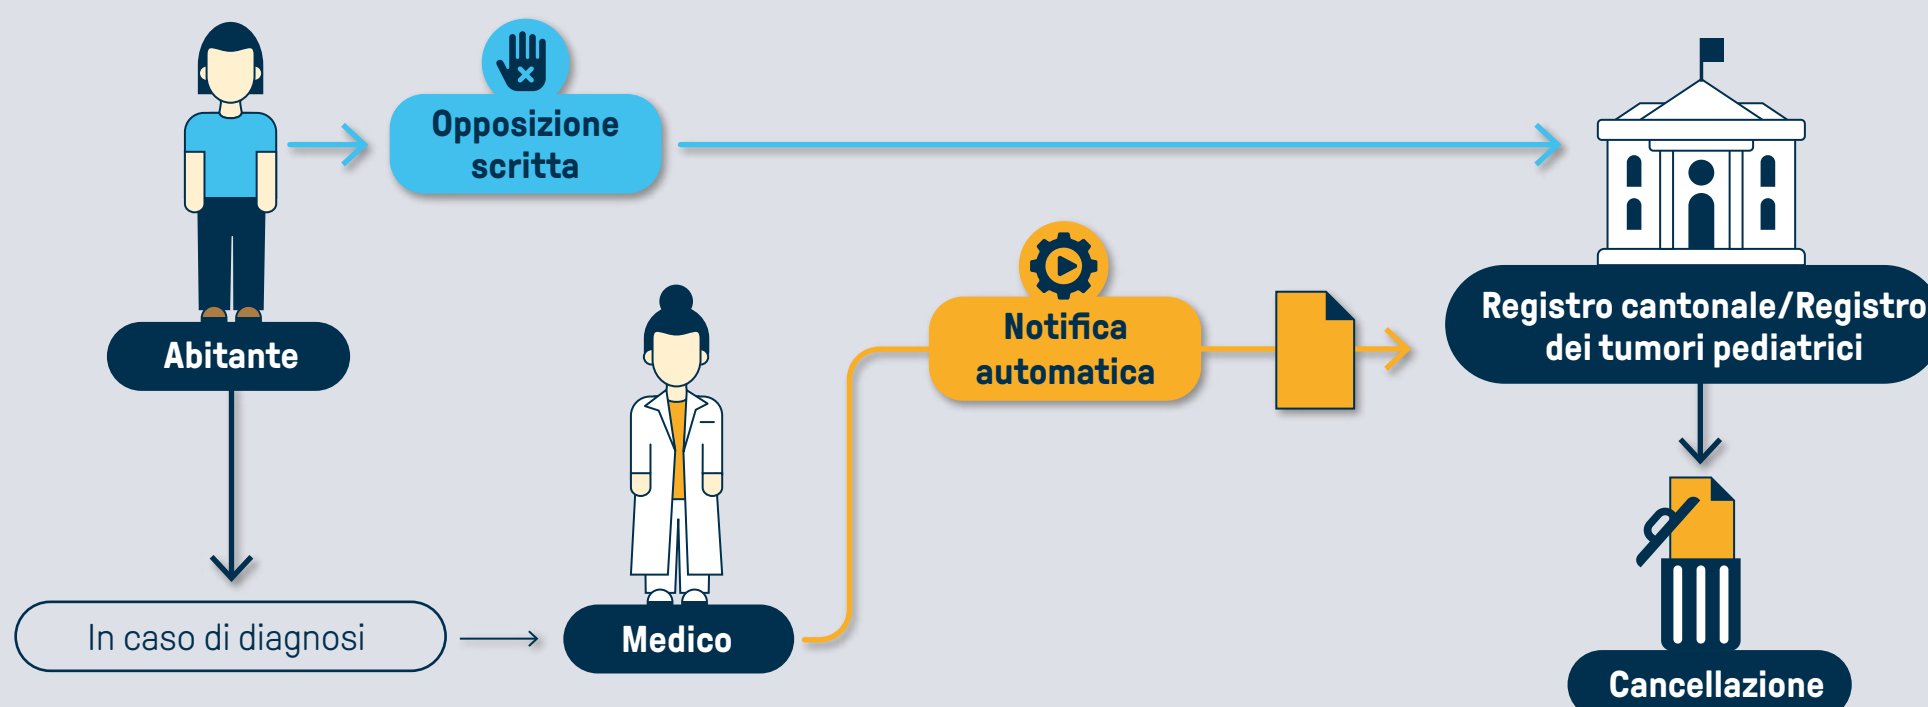 Opposizione
scritta
Abitante
Notifica
automatica
Registro cantonale/Registro
dei tumori pediatrici
In caso di diagnosi
Medico
Cancellazione